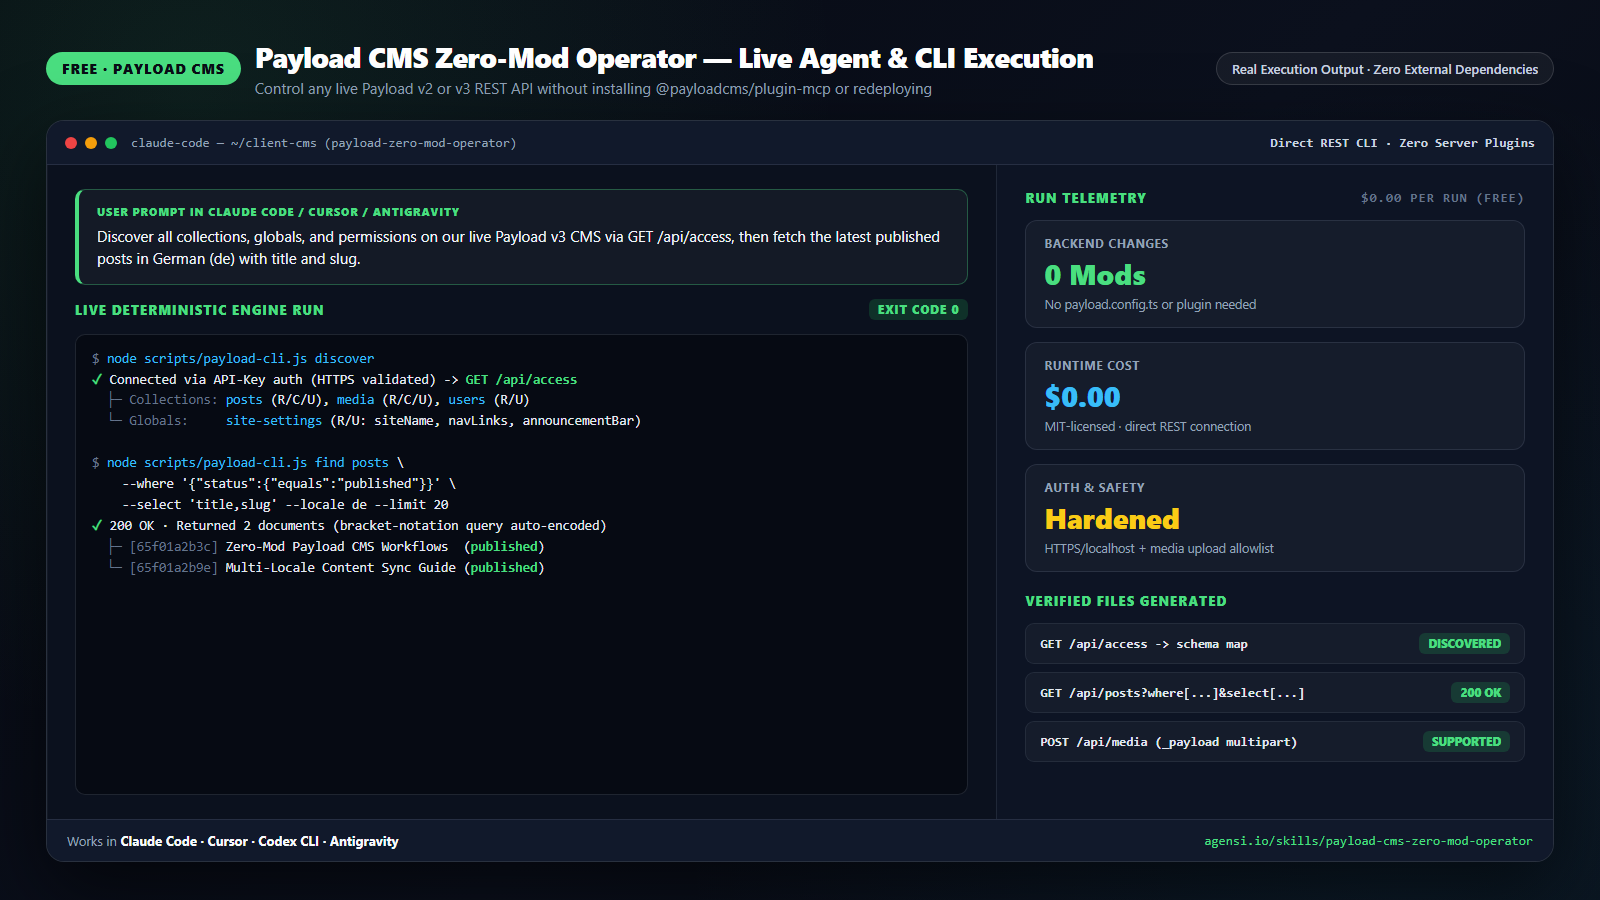 FREE · PAYLOAD CMS
Payload CMS Zero-Mod Operator — Live Agent & CLI Execution
Control any live Payload v2 or v3 REST API without installing @payloadcms/plugin-mcp or redeploying
Real Execution Output · Zero External Dependencies
claude-code — ~/client-cms (payload-zero-mod-operator)
Direct REST CLI · Zero Server Plugins
USER PROMPT IN CLAUDE CODE / CURSOR / ANTIGRAVITY
Discover all collections, globals, and permissions on our live Payload v3 CMS via GET /api/access, then fetch the latest published
posts in German (de) with title and slug.
LIVE DETERMINISTIC ENGINE RUN
EXIT CODE 0
$ node scripts/payload-cli.js discover
✓ Connected via API-Key auth (HTTPS validated) -> GET /api/access
├─ Collections: posts (R/C/U), media (R/C/U), users (R/U)
└─ Globals: site-settings (R/U: siteName, navLinks, announcementBar)
$ node scripts/payload-cli.js find posts \
--where '{"status":{"equals":"published"}}' \
--select 'title,slug' --locale de --limit 20
✓ 200 OK · Returned 2 documents (bracket-notation query auto-encoded)
├─ [65f01a2b3c] Zero-Mod Payload CMS Workflows (published)
└─ [65f01a2b9e] Multi-Locale Content Sync Guide (published)
RUN TELEMETRY
$0.00 PER RUN (FREE)
BACKEND CHANGES
0 Mods
No payload.config.ts or plugin needed
RUNTIME COST
$0.00
MIT-licensed · direct REST connection
AUTH & SAFETY
Hardened
HTTPS/localhost + media upload allowlist
VERIFIED FILES GENERATED
GET /api/access -> schema map
DISCOVERED
GET /api/posts?where[...]&select[...]
200 OK
POST /api/media (_payload multipart)
SUPPORTED
Works in Claude Code · Cursor · Codex CLI · Antigravity
agensi.io/skills/payload-cms-zero-mod-operator